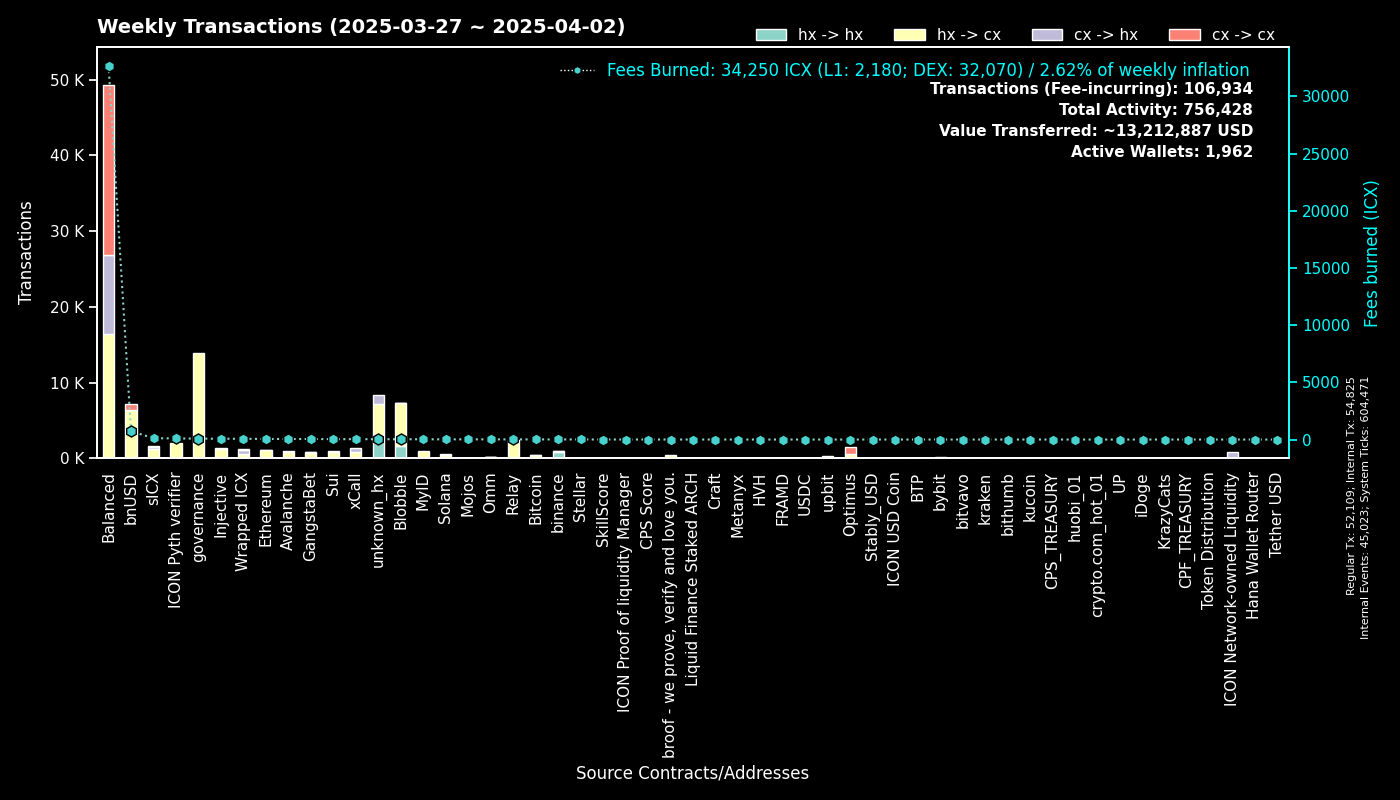 Weekly Transactions (2025-03-27 ~ 2025-04-02)
hx -> hx
hx -> cx
cx -> hx
cx -> cx
Fees Burned: 34,250 ICX (L1: 2,180; DEX: 32,070) / 2.62% of weekly inflation
Transactions (Fee-incurring): 106,934
Total Activity: 756,428
Value Transferred: ~13,212,887 USD
Active Wallets: 1,962
Transactions
50 K
40 K
30 K
20 K
10 K
0 K
30000
25000
20000
15000
10000
5000
0
Fees burned (ICX)
Regular Tx: 52,109; Internal Tx: 54,825
Internal Events: 45,023; System Ticks: 604,471
Balanced
bnUSD
sICX
ICON Pyth verifier
governance
Injective
Wrapped ICX
Ethereum
Avalanche
GangstaBet
Sui
xCall
unknown_hx
Blobble
MyID
Solana
Mojos
Omm
Relay
Bitcoin
binance
Stellar
SkillScore
ICON Proof of liquidity Manager
CPS Score
broof - we prove, verify and love you.
Liquid Finance Staked ARCH
Craft
Metanyx
HVH
FRAMD
USDC
upbit
Optimus
Stably_USD
ICON USD Coin
BTP
bybit
bitvavo
kraken
bithumb
kucoin
CPS_TREASURY
huobi_01
crypto.com_hot_01
UP
iDoge
KrazyCats
CPF_TREASURY
Token Distribution
ICON Network-owned Liquidity
Hana Wallet Router
Tether USD
Source Contracts/Addresses